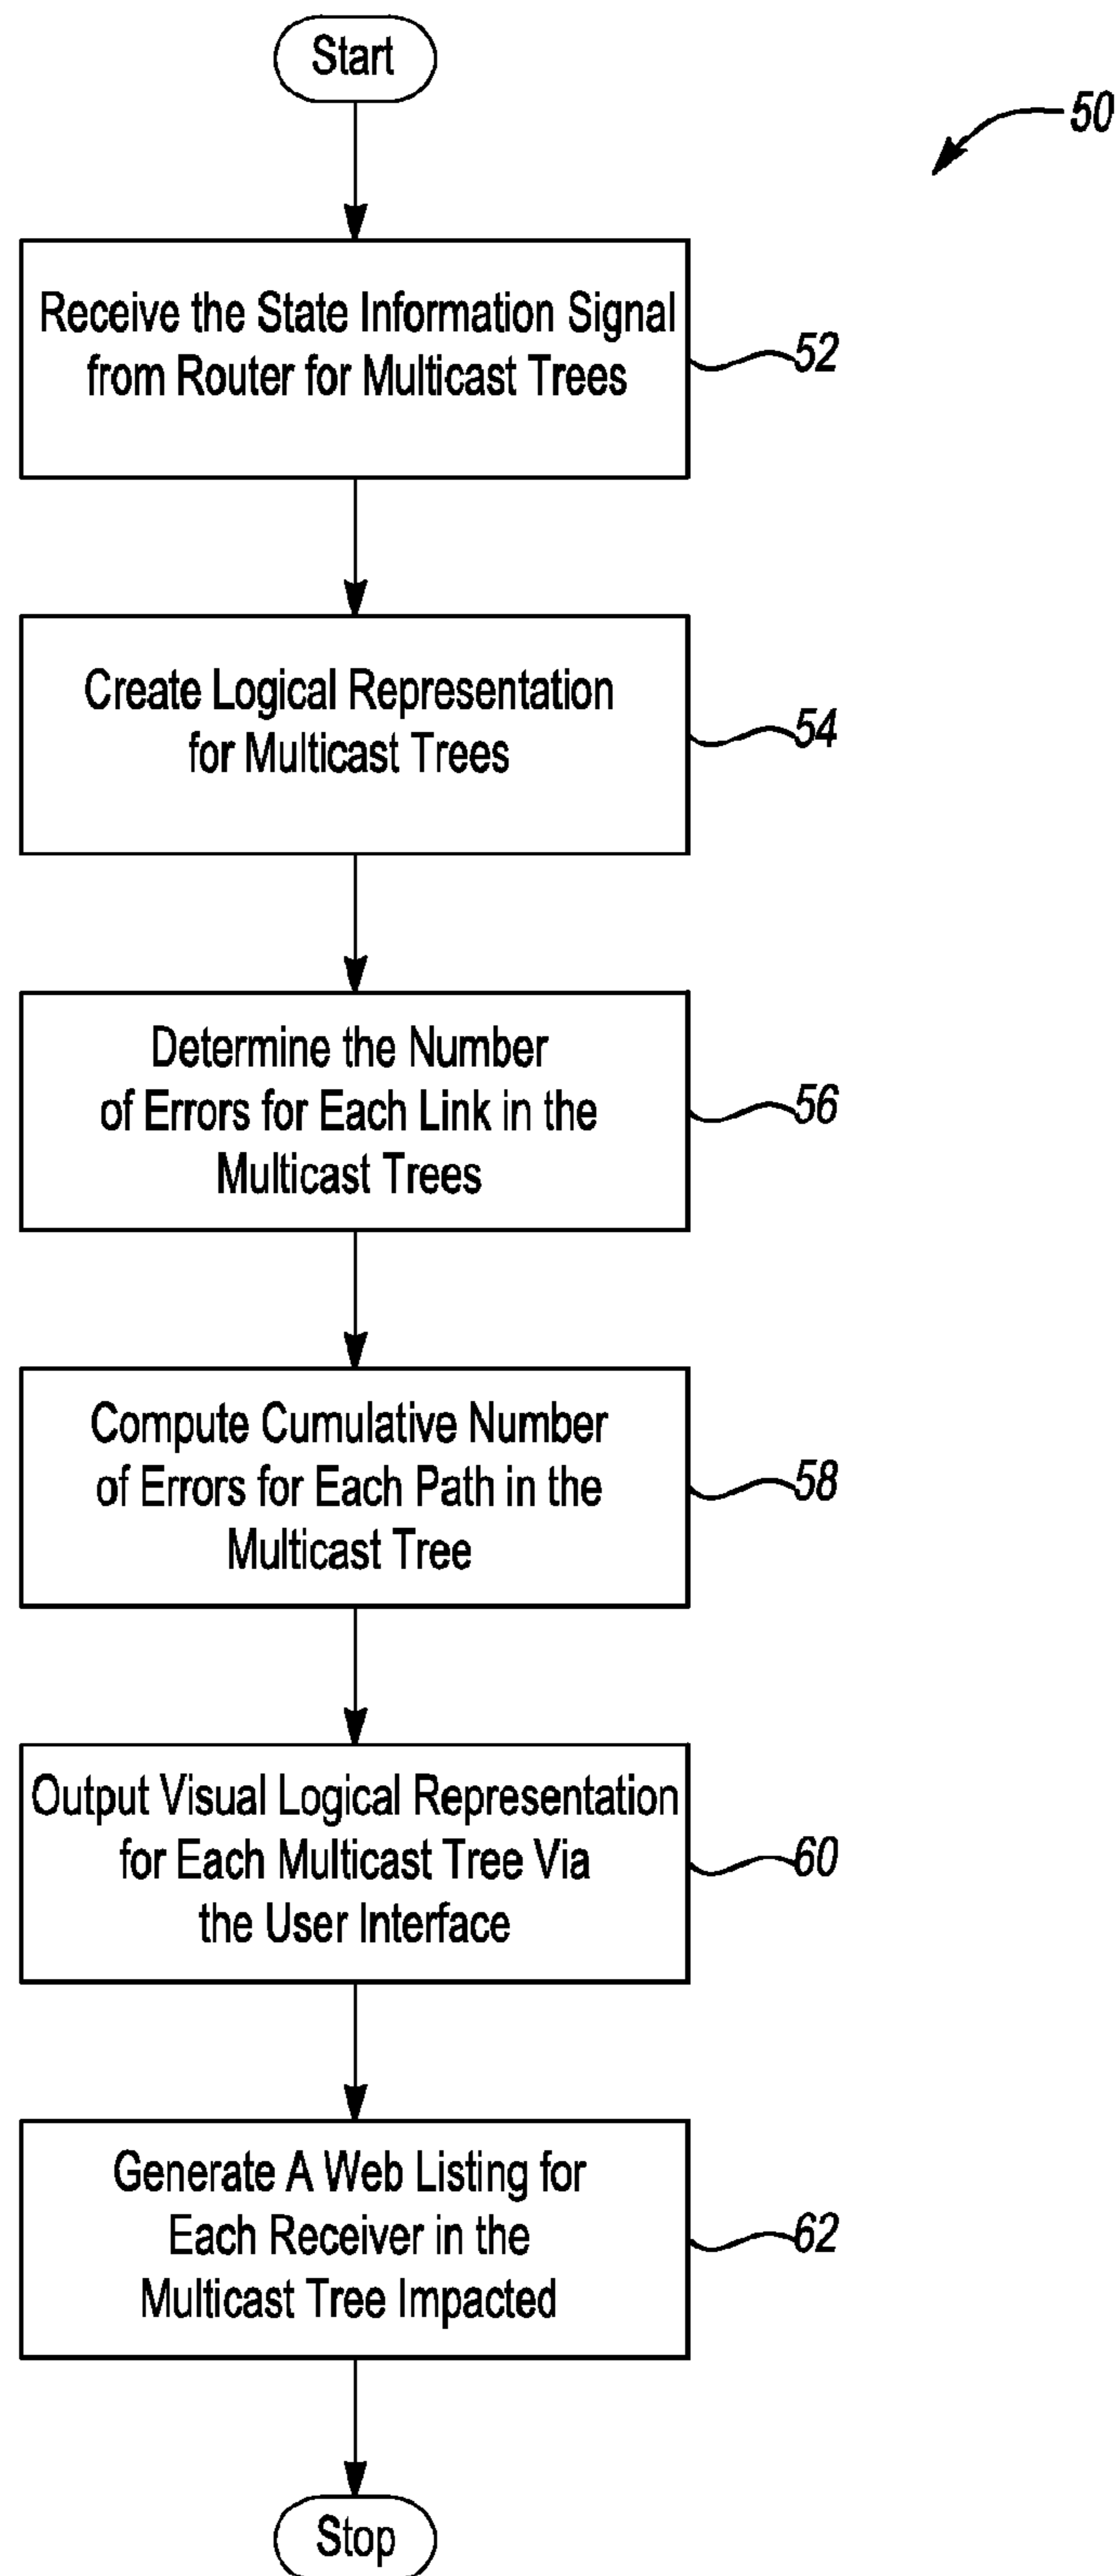 Start
50
Receive the State Information Signal
from Router for Multicast Trees
52
Create Logical Representation
for Multicast Trees
54
Determine the Number
of Errors for Each Link in the
Multicast Trees
56
Compute Cumulative Number
of Errors for Each Path in the
Multicast Tree
58
Output Visual Logical Representation
for Each Multicast Tree Via
the User Interface
60
Generate A Web Listing for
Each Receiver in the
Multicast Tree Impacted
62
Stop